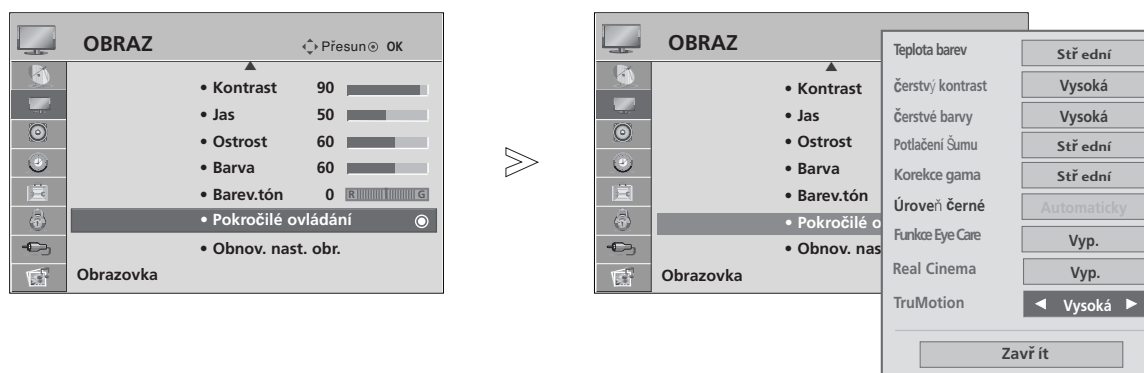 OBRAZ
Přesun OK
• Kontrast 90
• Jas 50
• Ostrost 60
• Barva 60
• Barev.tón 0 R G
• Pokročilé ovládání
• Obnov. nast. obr.
Obrazovka
OBRAZ
• Kontrast
• Jas
• Ostrost
• Barva
• Barev.tón
• Pokročilé o
• Obnov. nas
Obrazovka
Teplota barev Stř ední
čerstvý kontrast Vysoká
čerstvé barvy Vysoká
Potlačení Šumu Stř ední
Korekce gama Stř ední
Úroveň černé Automaticky
Funkce Eye Care Vyp.
Real Cinema Vyp.
TruMotion ◄ Vysoká ►
Zavř ít